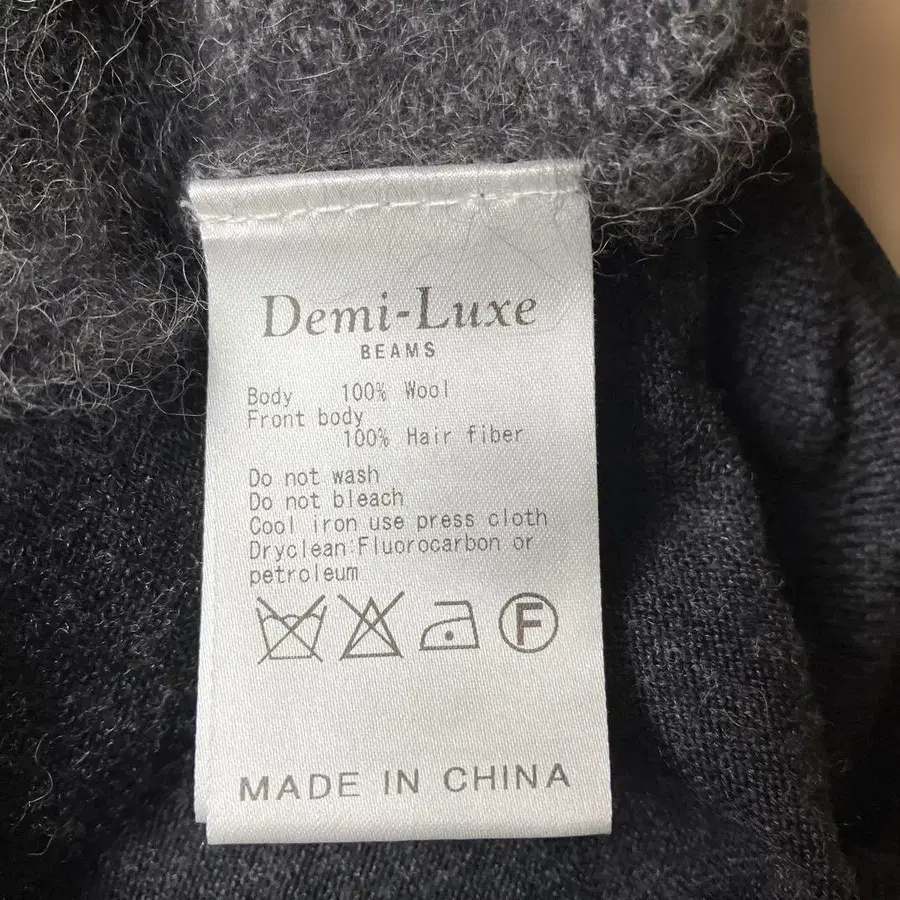 Demi-Luxe
BEAMS
Body 100% Wool
Front body
100% Hair fiber
Do not wash
Do not bleach
Cool iron use press cloth
Dryclean:Fluorocarbon or
petroleum
F
MADE IN CHINA